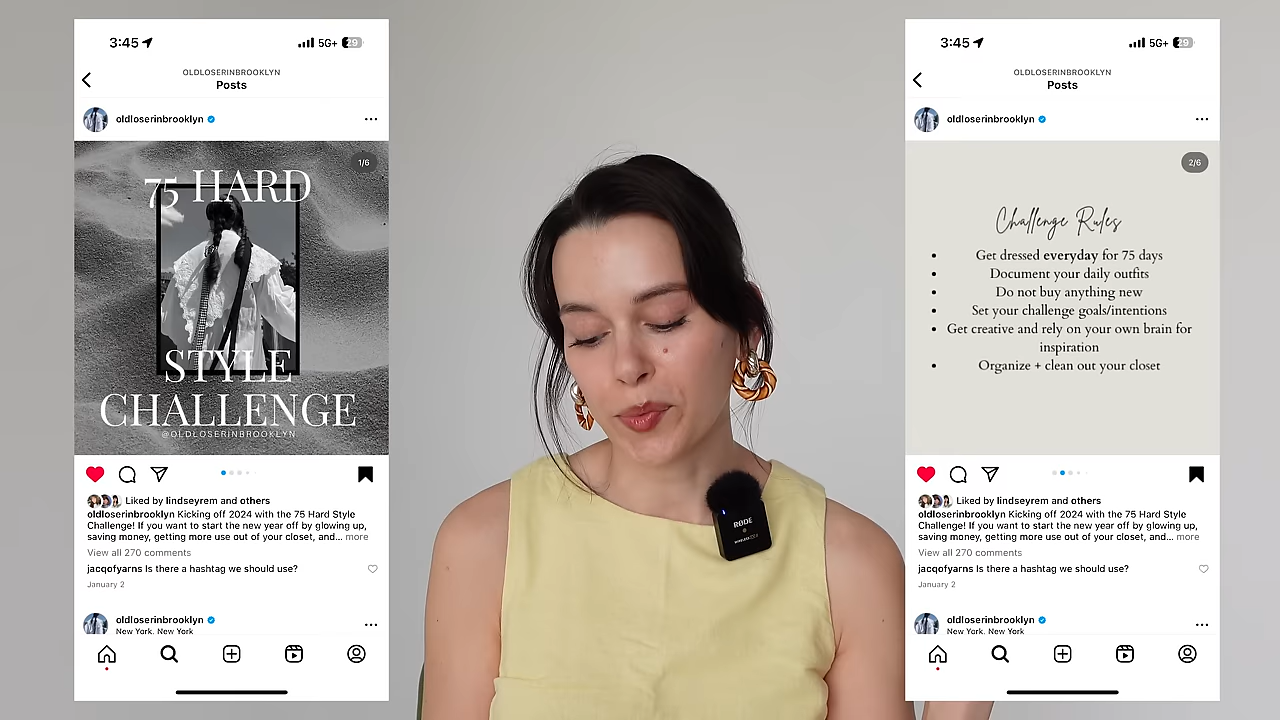 3:45
5G+ 29
OLDLOSERINBROOKLYN
Posts
oldloserinbrooklyn
1/6
75 HARD
STYLE
CHALLENGE
@OLDLOSERINBROOKLYN
Liked by lindseyrem and others
oldloserinbrooklyn Kicking off 2024 with the 75 Hard Style
Challenge! If you want to start the new year off by glowing up,
saving money, getting more use out of your closet, and... more
View all 270 comments
jacqofyarns Is there a hashtag we should use?
January 2
oldloserinbrooklyn
New York, New York
RØDE
3:45
5G+ 29
OLDLOSERINBROOKLYN
Posts
oldloserinbrooklyn
2/6
Challenge Rules
• Get dressed everyday for 75 days
• Document your daily outfits
• Do not buy anything new
• Set your challenge goals/intentions
• Get creative and rely on your own brain for
inspiration
• Organize + clean out your closet
Liked by lindseyrem and others
oldloserinbrooklyn Kicking off 2024 with the 75 Hard Style
Challenge! If you want to start the new year off by glowing up,
saving money, getting more use out of your closet, and... more
View all 270 comments
jacqofyarns Is there a hashtag we should use?
January 2
oldloserinbrooklyn
New York, New York